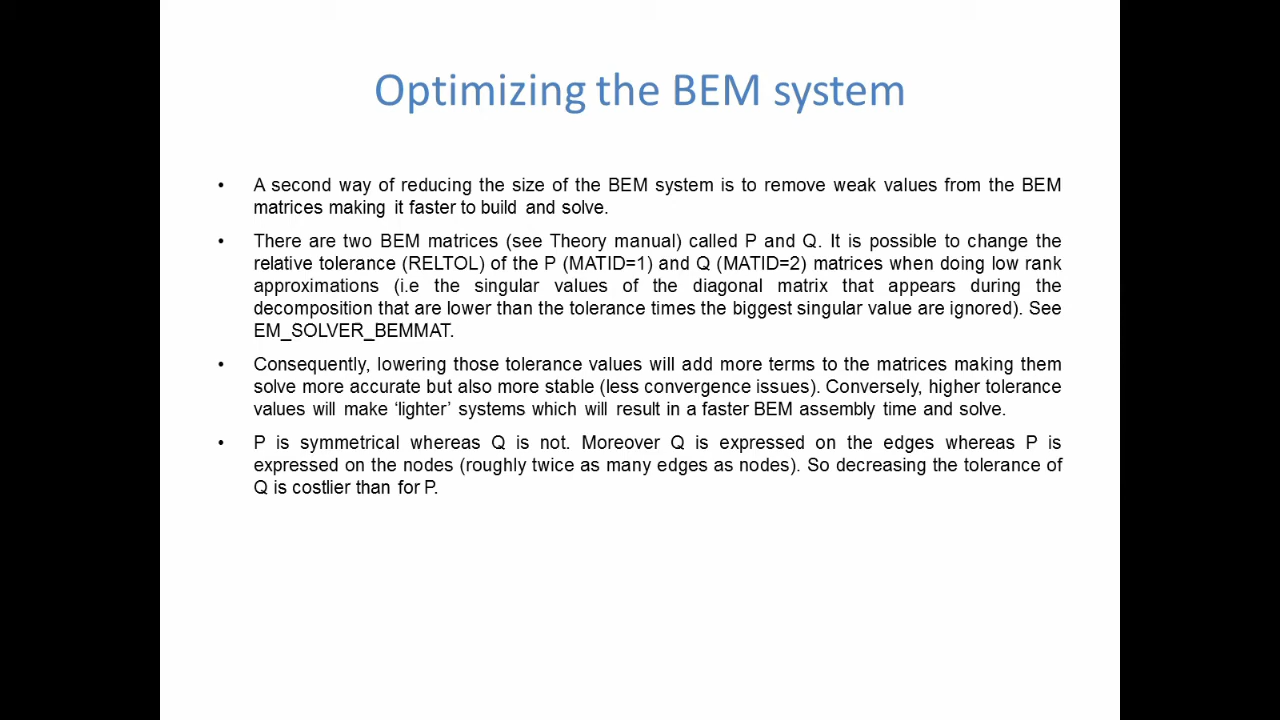 Optimizing the BEM system
• A second way of reducing the size of the BEM system is to remove weak values from the BEM
matrices making it faster to build and solve.
• There are two BEM matrices (see Theory manual) called P and Q. It is possible to change the
relative tolerance (RELTOL) of the P (MATID=1) and Q (MATID=2) matrices when doing low rank
approximations (i.e the singular values of the diagonal matrix that appears during the
decomposition that are lower than the tolerance times the biggest singular value are ignored). See
EM_SOLVER_BEMMAT.
• Consequently, lowering those tolerance values will add more terms to the matrices making them
solve more accurate but also more stable (less convergence issues). Conversely, higher tolerance
values will make ‘lighter’ systems which will result in a faster BEM assembly time and solve.
• P is symmetrical whereas Q is not. Moreover Q is expressed on the edges whereas P is
expressed on the nodes (roughly twice as many edges as nodes). So decreasing the tolerance of
Q is costlier than for P.